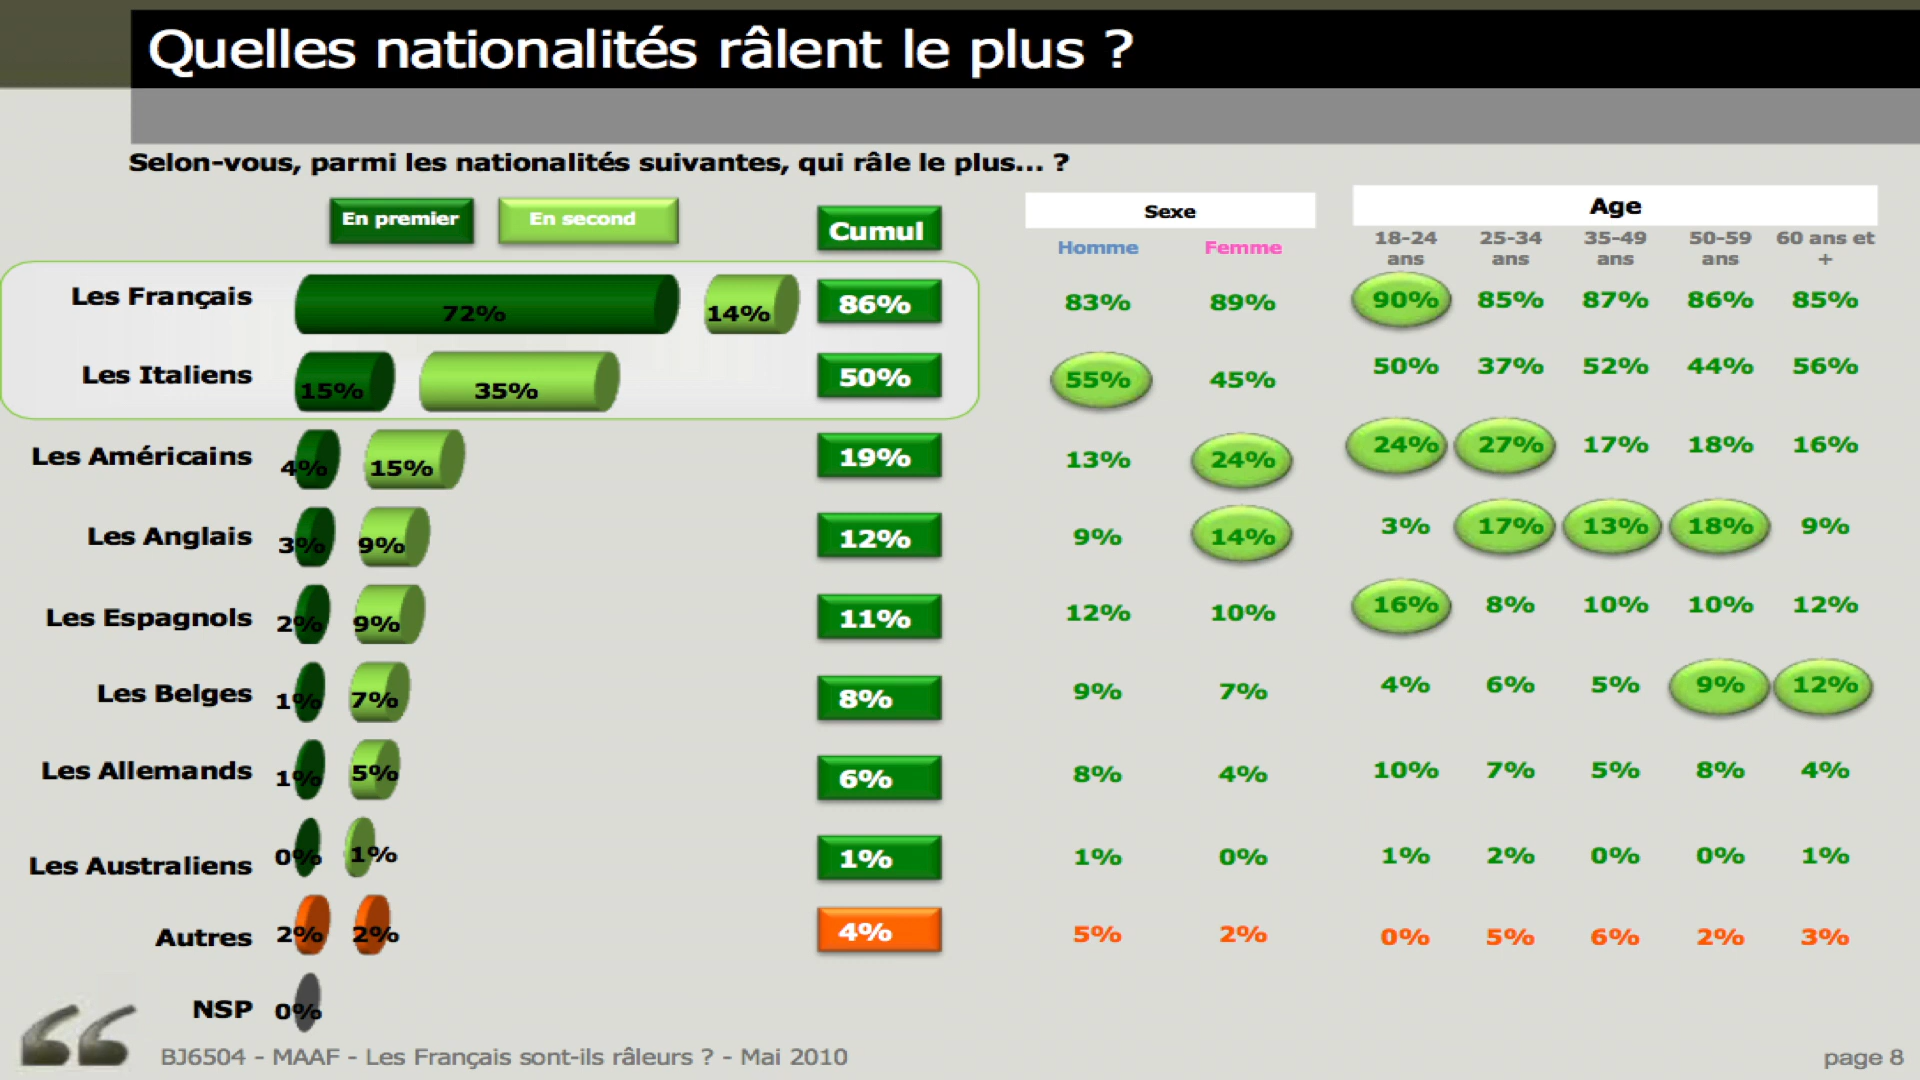 Quelles nationalités râlent le plus ?
Selon-vous, parmi les nationalités suivantes, qui râle le plus... ?
En premier En second Cumul Sexe Age
Homme Femme 18-24 ans 25-34 ans 35-49 ans 50-59 ans 60 ans et +
Les Français 72% 14% 86% 83% 89% 90% 85% 87% 86% 85%
Les Italiens 15% 35% 50% 55% 45% 50% 37% 52% 44% 56%
Les Américains 4% 15% 19% 13% 24% 24% 27% 17% 18% 16%
Les Anglais 3% 9% 12% 9% 14% 3% 17% 13% 18% 9%
Les Espagnols 2% 9% 11% 12% 10% 16% 8% 10% 10% 12%
Les Belges 1% 7% 8% 9% 7% 4% 6% 5% 9% 12%
Les Allemands 1% 5% 6% 8% 4% 10% 7% 5% 8% 4%
Les Australiens 0% 1% 1% 1% 0% 1% 2% 0% 0% 1%
Autres 2% 2% 4% 5% 2% 0% 5% 6% 2% 3%
NSP 0%
BJ6504 - MAAF - Les Français sont-ils râleurs ? - Mai 2010 page 8